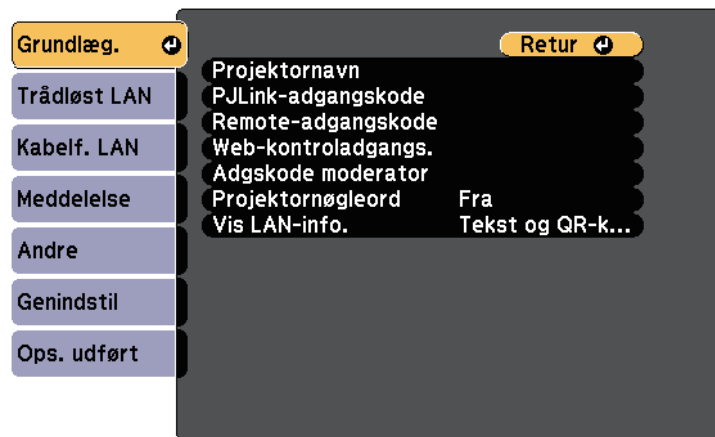 Grundlæg.
Trådløst LAN
Kabelf. LAN
Meddelelse
Andre
Genindstil
Ops. udført
Retur
Projektornavn
PJLink-adgangskode
Remote-adgangskode
Web-kontroladgangs.
Adgskode moderator
Projektornøgleord Fra
Vis LAN-info. Tekst og QR-k...